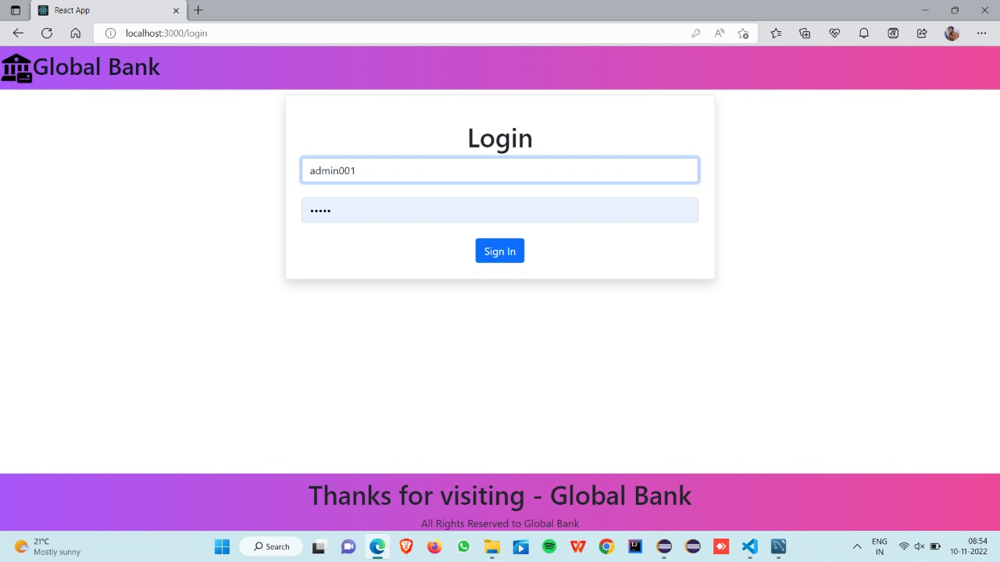 React App
localhost:3000/login
Global Bank
Login
admin001
•••••
Sign In
Thanks for visiting - Global Bank
All Rights Reserved to Global Bank
21°C
Mostly sunny
Search
ENG
IN
08:54
10-11-2022